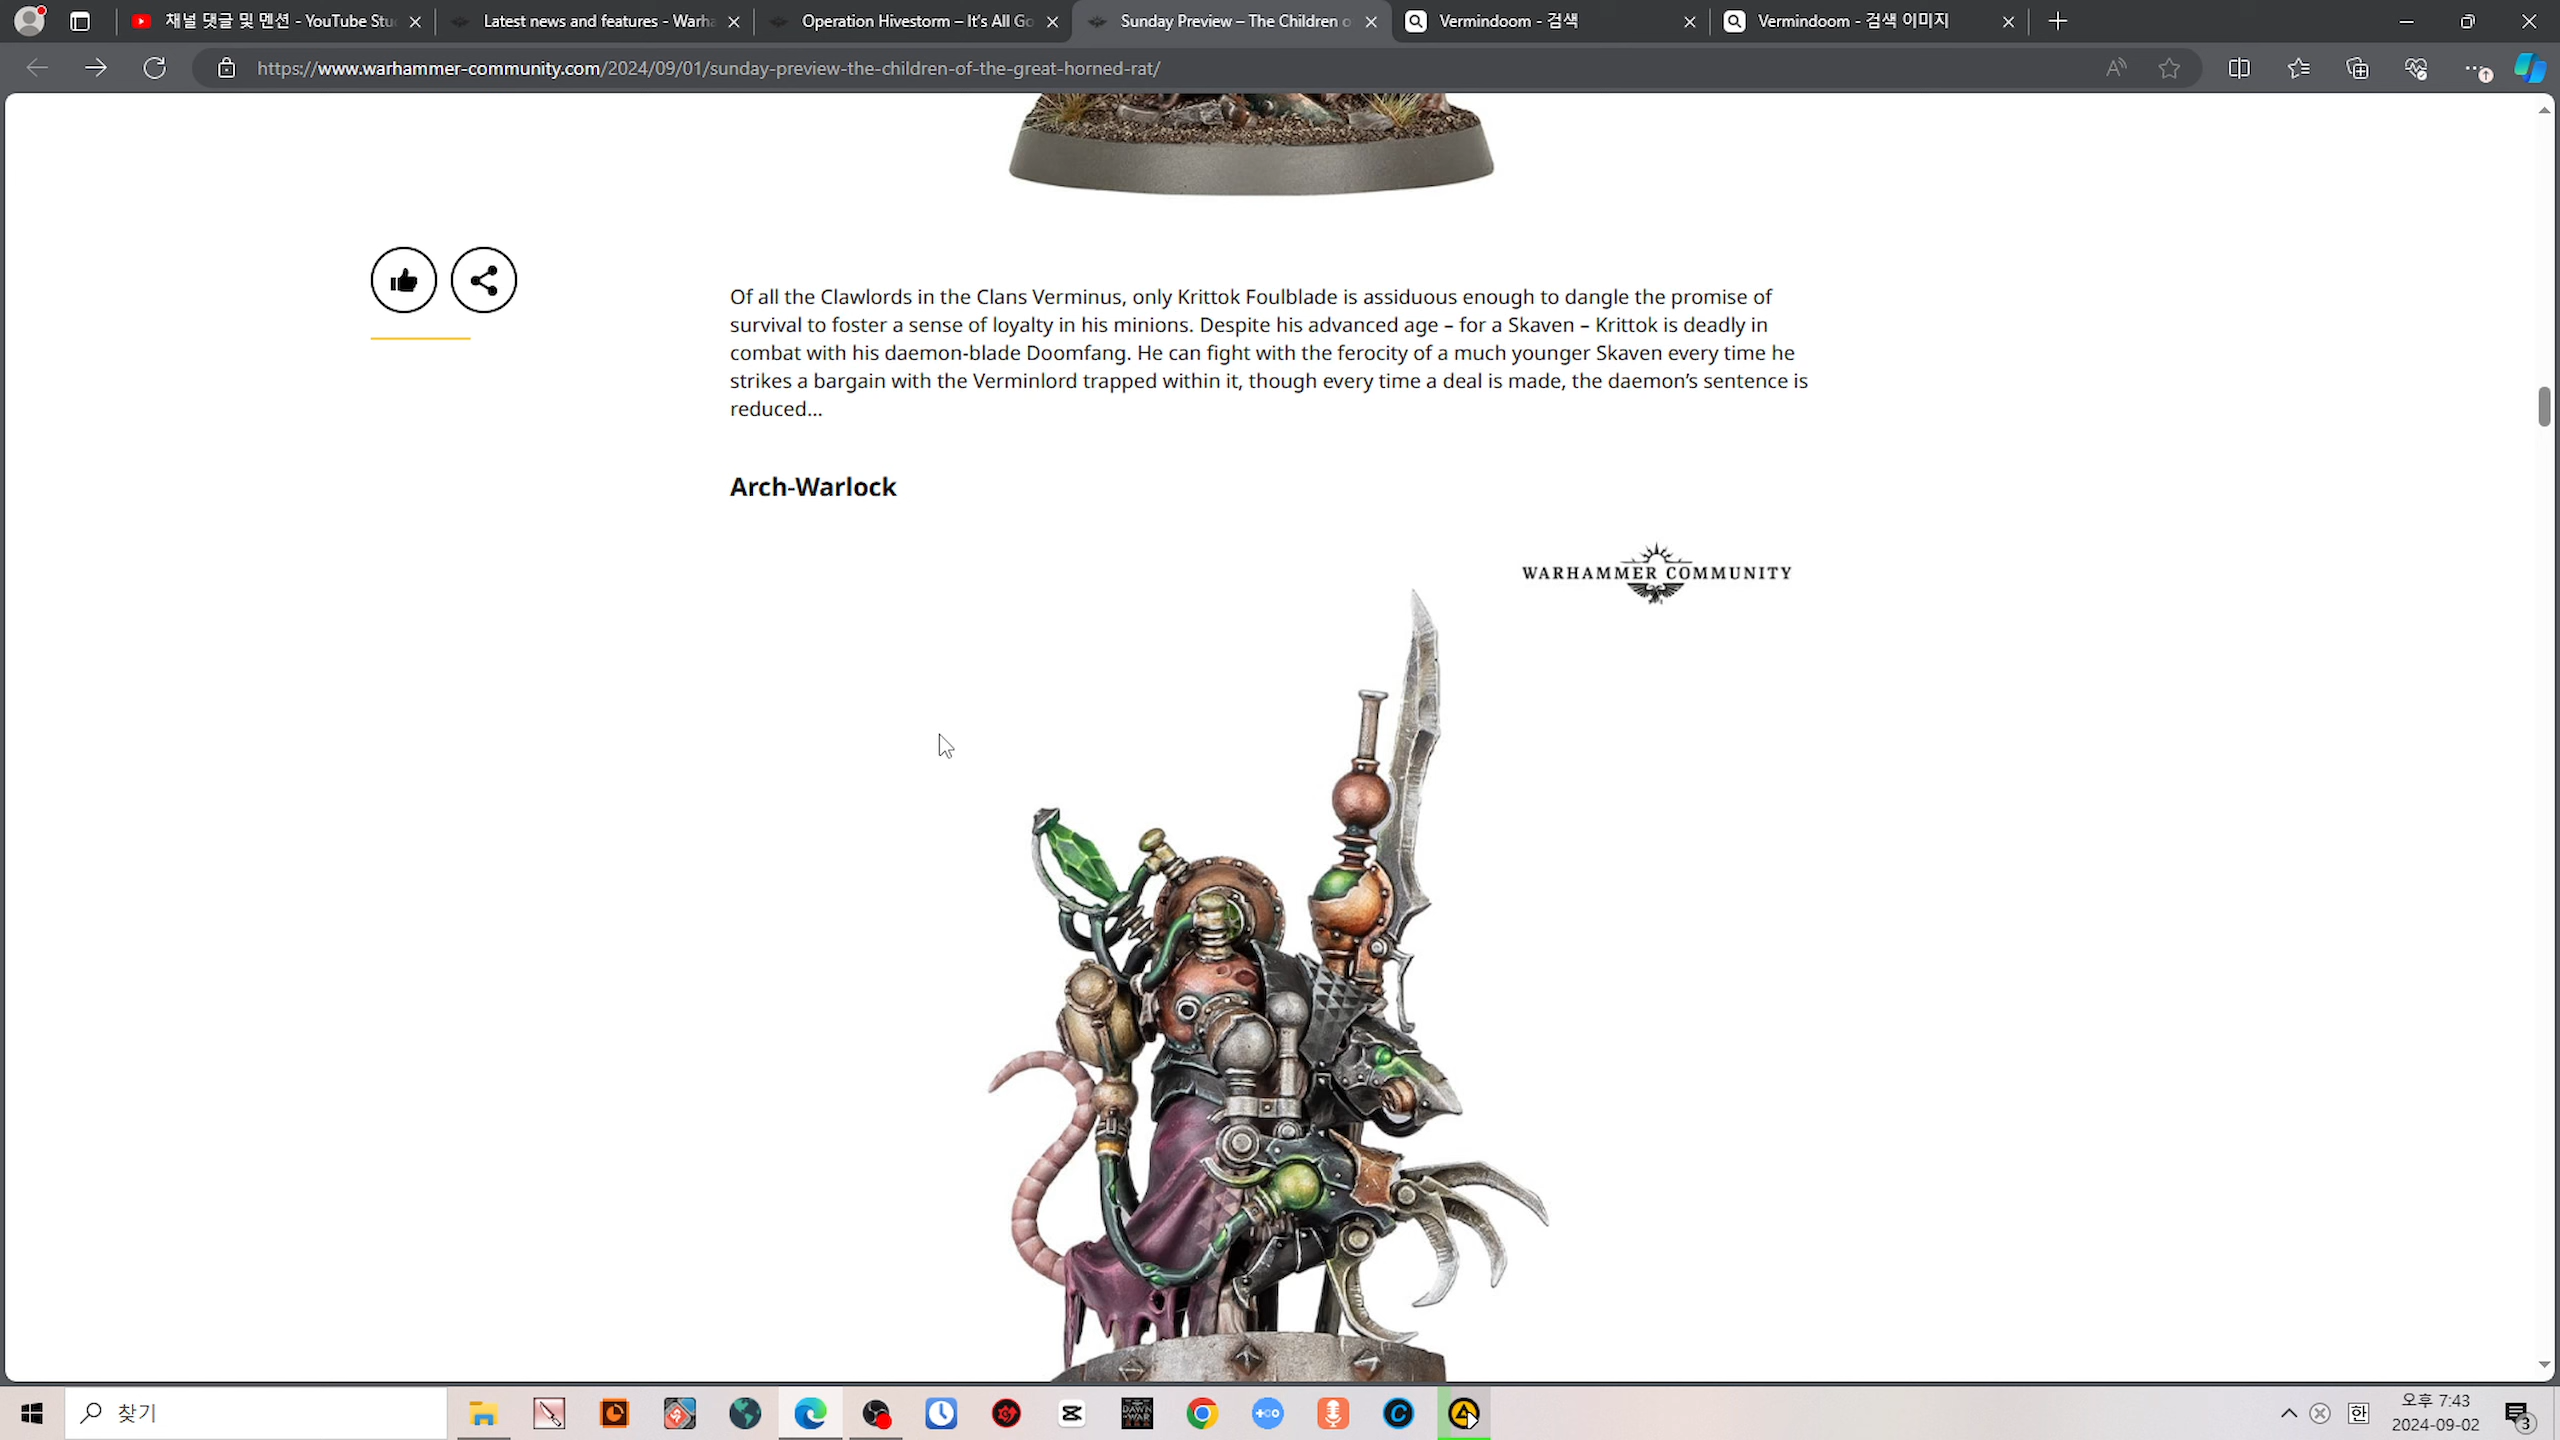 채널 댓글 및 멘션 - YouTube Stu
Latest news and features - Warha
Operation Hivestorm – It's All Go
Sunday Preview – The Children o
Vermindoom - 검색
Vermindoom - 검색 이미지
https://www.warhammer-community.com/2024/09/01/sunday-preview-the-children-of-the-great-horned-rat/
Of all the Clawlords in the Clans Verminus, only Krittok Foulblade is assiduous enough to dangle the promise of
survival to foster a sense of loyalty in his minions. Despite his advanced age – for a Skaven – Krittok is deadly in
combat with his daemon-blade Doomfang. He can fight with the ferocity of a much younger Skaven every time he
strikes a bargain with the Verminlord trapped within it, though every time a deal is made, the daemon's sentence is
reduced…
Arch-Warlock
WARHAMMER COMMUNITY
찾기
DAWN
WAR
한
오후 7:43
2024-09-02
3